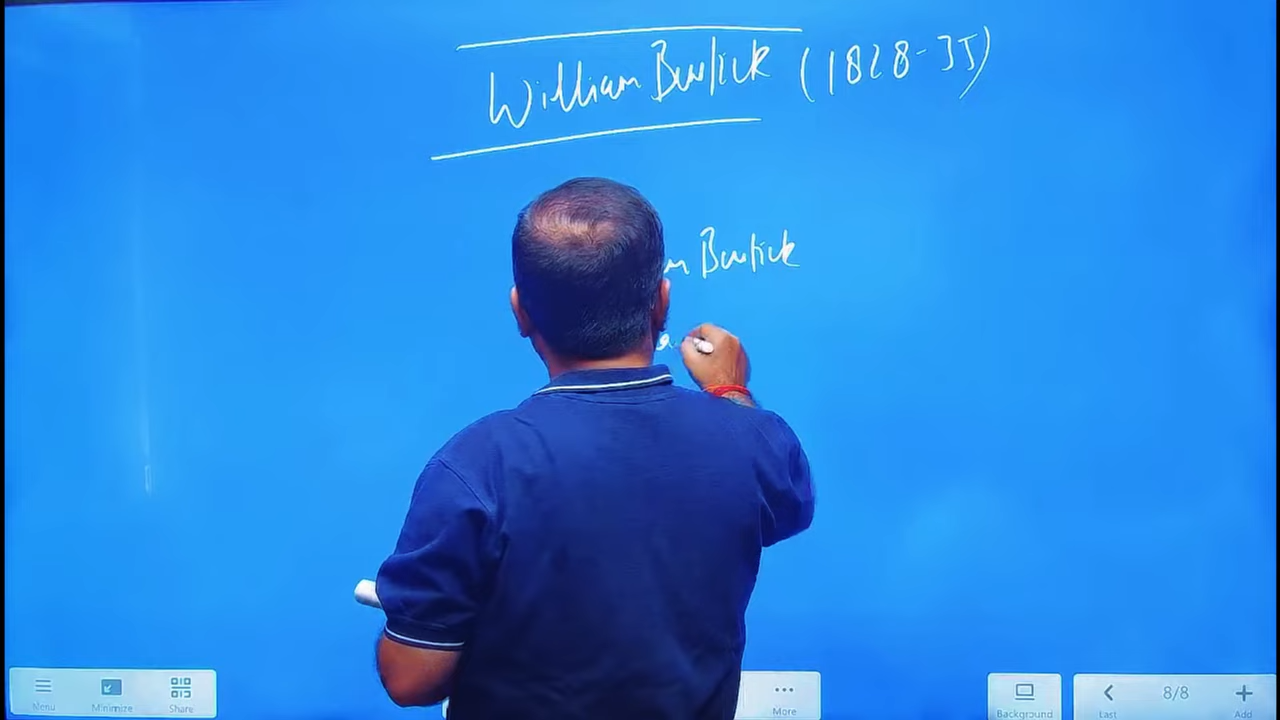 William Bentick (1828-35)
m Bentick
a
Menu
Minimize
Share
More
Background
Last
8/8
Add